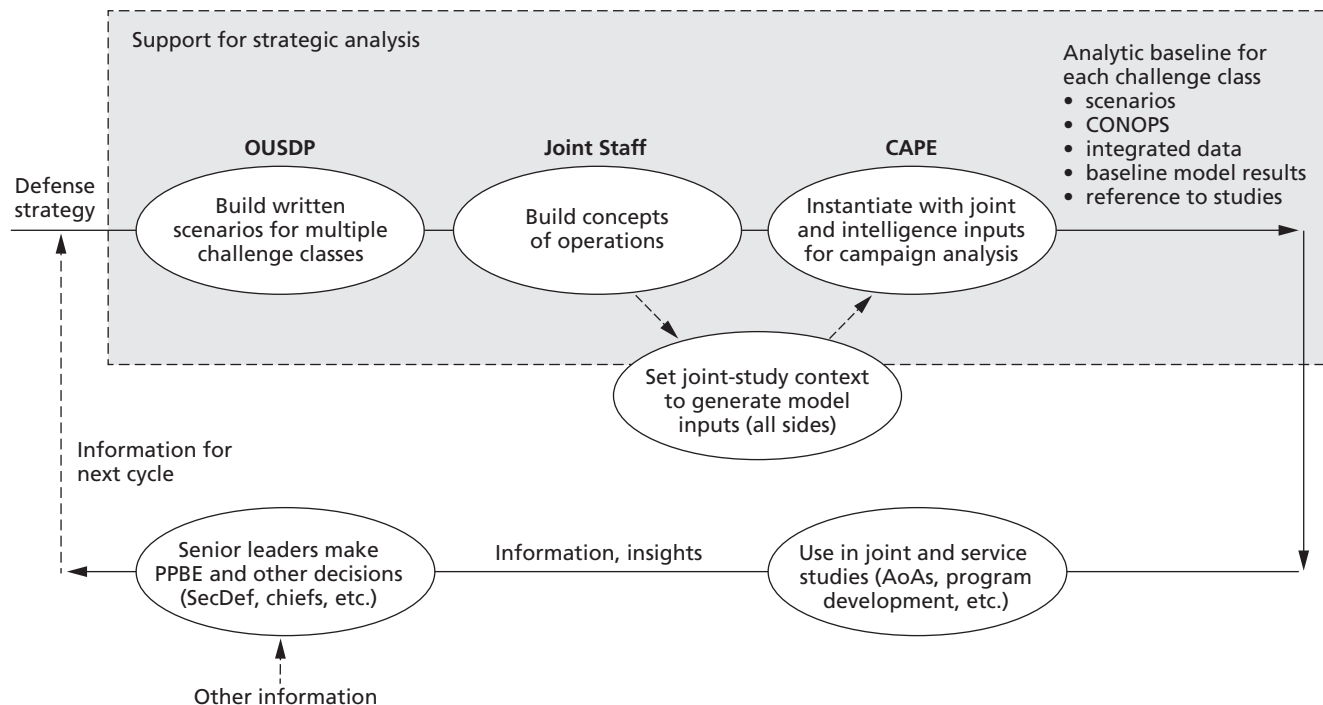 Support for strategic analysis
Analytic baseline for
each challenge class
• scenarios
• CONOPS
• integrated data
• baseline model results
• reference to studies
OUSDP
Joint Staff
CAPE
Defense
strategy
Build written
scenarios for multiple
challenge classes
Build concepts
of operations
Instantiate with joint
and intelligence inputs
for campaign analysis
Set joint-study context
to generate model
inputs (all sides)
Information for
next cycle
Senior leaders make
PPBE and other decisions
(SecDef, chiefs, etc.)
Information, insights
Use in joint and service
studies (AoAs, program
development, etc.)
Other information